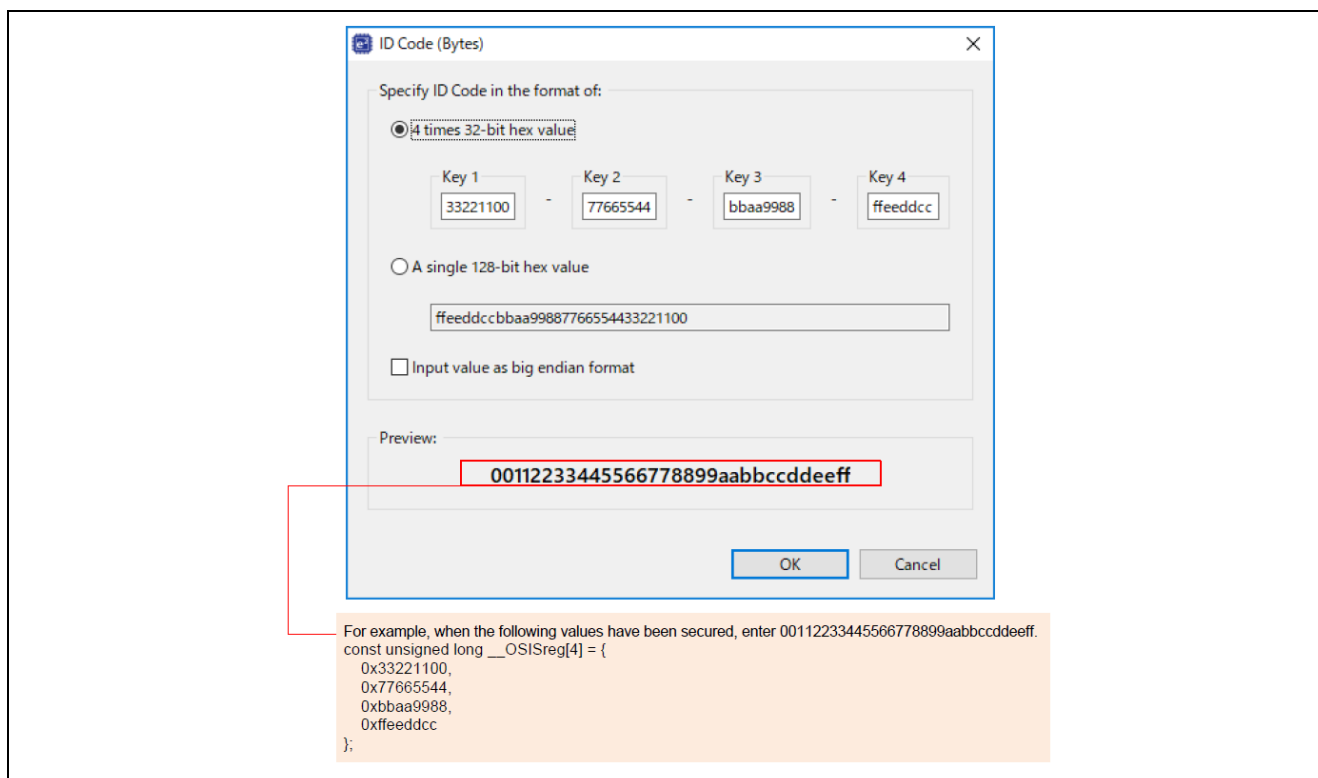 ID Code (Bytes)
Specify ID Code in the format of:
4 times 32-bit hex value
Key 1 Key 2 Key 3 Key 4
33221100 - 77665544 - bbaa9988 - ffeeddcc
A single 128-bit hex value
ffeeddccbbaa99887766554433221100
Input value as big endian format
Preview:
00112233445566778899aabbccddeeff
OK Cancel
For example, when the following values have been secured, enter 00112233445566778899aabbccddeeff.
const unsigned long __OSISreg[4] = {
0x33221100,
0x77665544,
0xbbaa9988,
0xffeeddcc
};